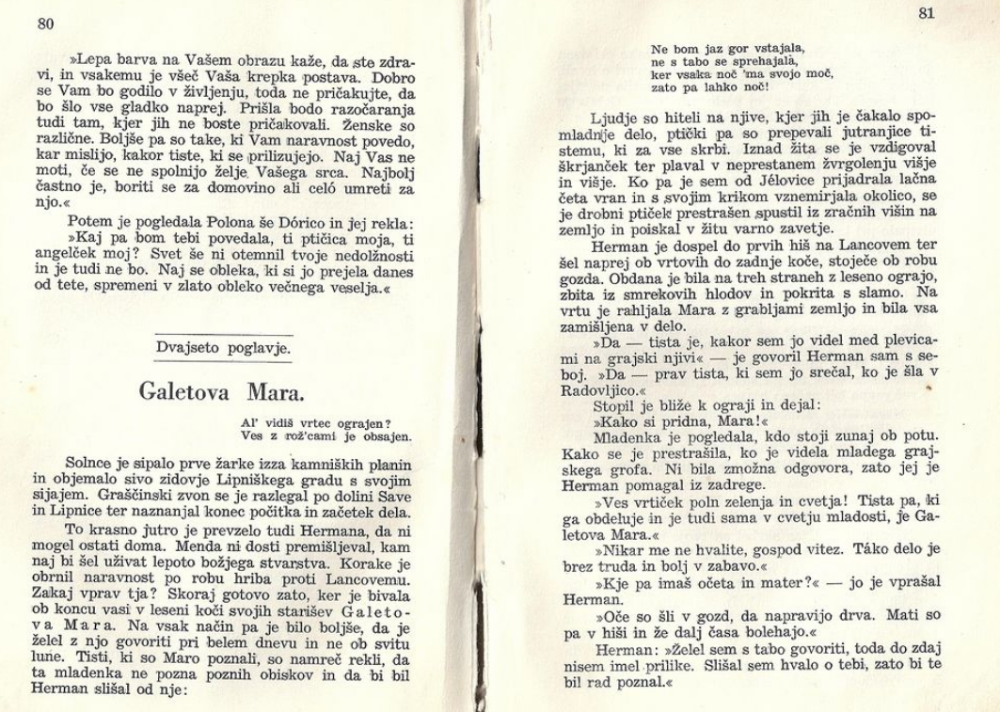 80
»Lepa barva na Vašem obrazu kaže, da ste zdra-
vi, in vsakemu je všeč Vaša krepka postava. Dobro
se Vam bo godilo v življenju, toda ne pričakujte, da
bo šlo vse gladko naprej. Prišla bodo razočaranja
tudi tam, kjer jih ne boste pričakovali. Ženske so
različne. Boljše pa so take, ki Vam naravnost povedo,
kar mislijo, kakor tiste, ki se prilizujejo. Naj Vas ne
moti, če se ne spolnijo želje Vašega srca. Najbolj
častno je, boriti se za domovino ali celó umreti za
njo.«
Potem je pogledala Polona še Dórico in jej rekla:
»Kaj pa bom tebi povedala, ti ptičica moja, ti
angelček moj? Svet še ni otemnil tvoje nedolžnosti
in je tudi ne bo. Naj se obleka, ki si jo prejela danes
od tete, spremeni v zlato obleko večnega veselja.«
Dvajseto poglavje.
Galetova Mara.
Al' vidiš vrtec ograjen?
Ves z rož'cami je obsajen.
Solnce je sipalo prve žarke izza kamniških planin
in objemalo sivo zidovje Lipniškega gradu s svojim
sijajem. Graščinski zvon se je razlegal po dolini Save
in Lipnice ter naznanjal konec počitka in začetek dela.
To krasno jutro je prevzelo tudi Hermana, da ni
mogel ostati doma. Menda ni dosti premišljeval, kam
naj bi šel uživat lepoto božjega stvarstva. Korake je
obrnil naravnost po robu hriba proti Lancovemu.
Zakaj vprav tja? Skoraj gotovo zato, ker je bivala
ob koncu vasi v leseni koči svojih starišev Galeto-
va Mara. Na vsak način pa je bilo boljše, da je
želel z njo govoriti pri belem dnevu in ne ob svitu
lune. Tisti, ki so Maro poznali, so namreč rekli, da
ta mladenka ne pozna poznih obiskov in da bi bil
Herman slišal od nje:
81
Ne bom jaz gor vstajala,
ne s tabo se sprehajala,
ker vsaka noč 'ma svojo moč,
zato pa lahko noč!
Ljudje so hiteli na njive, kjer jih je čakalo spo-
mladnje delo, ptički pa so prepevali jutranjice ti-
stemu, ki za vse skrbi. Iznad žita se je vzdigoval
škrjanček ter plaval v neprestanem žvrgolenju višje
in višje. Ko pa je sem od Jélovice prijadrala lačna
četa vran in s svojim krikom vznemirjala okolico, se
je drobni ptiček prestrašen spustil iz zračnih višin na
zemljo in poiskal v žitu varno zavetje.
Herman je dospel do prvih hiš na Lancovem ter
šel naprej ob vrtovih do zadnje koče, stoječe ob robu
gozda. Obdana je bila na treh straneh z leseno ograjo,
zbita iz smrekovih hlodov in pokrita s slamo. Na
vrtu je rahljala Mara z grabljami zemljo in bila vsa
zamišljena v delo.
»Da — tista je, kakor sem jo videl med plevica-
mi na grajski njivi« — je govoril Herman sam s se-
boj. »Da — prav tista, ki sem jo srečal, ko je šla v
Radovljico.«
Stopil je bliže k ograji in dejal:
»Kako si pridna, Mara!«
Mladenka je pogledala, kdo stoji zunaj ob potu.
Kako se je prestrašila, ko je videla mladega graj-
skega grofa. Ni bila zmožna odgovora, zato jej je
Herman pomagal iz zadrege.
»Ves vrtiček poln zelenja in cvetja! Tista pa, ki
ga obdeluje in je tudi sama v cvetju mladosti, je Ga-
letova Mara.«
»Nikar me ne hvalite, gospod vitez. Táko delo je
brez truda in bolj v zabavo.«
»Kje pa imaš očeta in mater?« — jo je vprašal
Herman.
»Oče so šli v gozd, da napravijo drva. Mati so
pa v hiši in že dalj časa bolehajo.«
Herman: »Želel sem s tabo govoriti, toda do zdaj
nisem imel prilike. Slišal sem hvalo o tebi, zato bi te
bil rad poznal.«